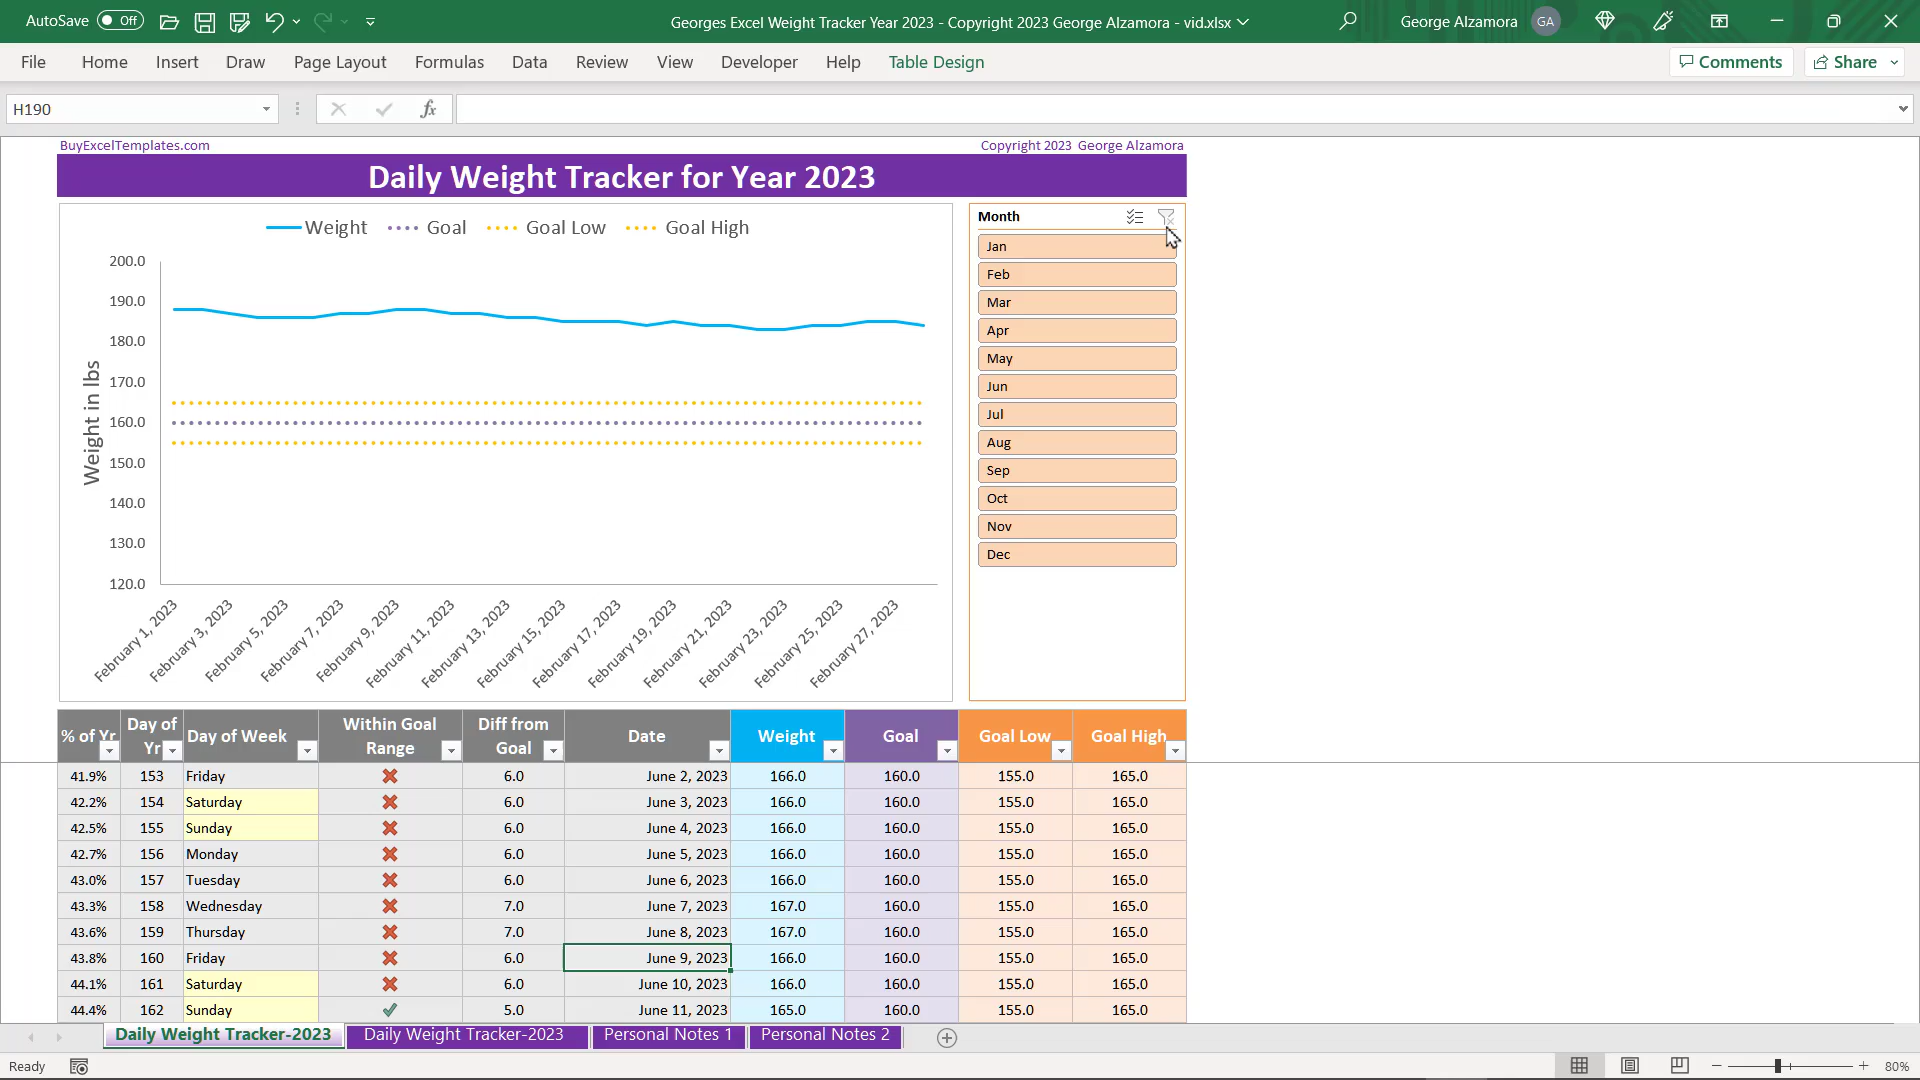 AutoSave Off Georges Excel Weight Tracker Year 2023 - Copyright 2023 George Alzamora - vid.xlsx George Alzamora GA
File Home Insert Draw Page Layout Formulas Data Review View Developer Help Table Design Comments Share
H190 fx
BuyExcelTemplates.com Copyright 2023 George Alzamora
Daily Weight Tracker for Year 2023
Weight Goal Goal Low Goal High
Weight in lbs
200.0
190.0
180.0
170.0
160.0
150.0
140.0
130.0
120.0
February 1, 2023
February 3, 2023
February 5, 2023
February 7, 2023
February 9, 2023
February 11, 2023
February 13, 2023
February 15, 2023
February 17, 2023
February 19, 2023
February 21, 2023
February 23, 2023
February 25, 2023
February 27, 2023
Month
Jan
Feb
Mar
Apr
May
Jun
Jul
Aug
Sep
Oct
Nov
Dec
% of Yr Day of Yr Day of Week Within Goal Range Diff from Goal Date Weight Goal Goal Low Goal High
41.9% 153 Friday 6.0 June 2, 2023 166.0 160.0 155.0 165.0
42.2% 154 Saturday 6.0 June 3, 2023 166.0 160.0 155.0 165.0
42.5% 155 Sunday 6.0 June 4, 2023 166.0 160.0 155.0 165.0
42.7% 156 Monday 6.0 June 5, 2023 166.0 160.0 155.0 165.0
43.0% 157 Tuesday 6.0 June 6, 2023 166.0 160.0 155.0 165.0
43.3% 158 Wednesday 7.0 June 7, 2023 167.0 160.0 155.0 165.0
43.6% 159 Thursday 7.0 June 8, 2023 167.0 160.0 155.0 165.0
43.8% 160 Friday 6.0 June 9, 2023 166.0 160.0 155.0 165.0
44.1% 161 Saturday 6.0 June 10, 2023 166.0 160.0 155.0 165.0
44.4% 162 Sunday 5.0 June 11, 2023 165.0 160.0 155.0 165.0
Daily Weight Tracker-2023 Daily Weight Tracker-2023 Personal Notes 1 Personal Notes 2
Ready 80%